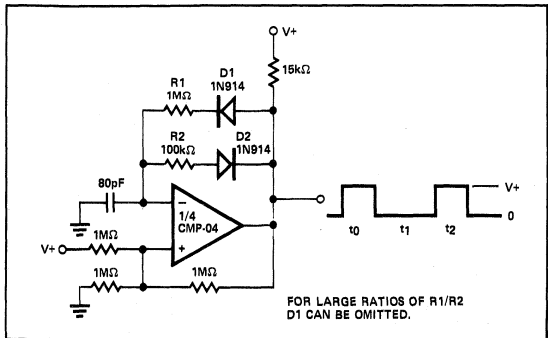 V+
15kΩ
R1
1MΩ
D1
1N914
R2
100kΩ
D2
1N914
80pF
−
1/4
CMP-04
+
V+
1MΩ
1MΩ
1MΩ
V+
0
t0
t1
t2
FOR LARGE RATIOS OF R1/R2
D1 CAN BE OMITTED.